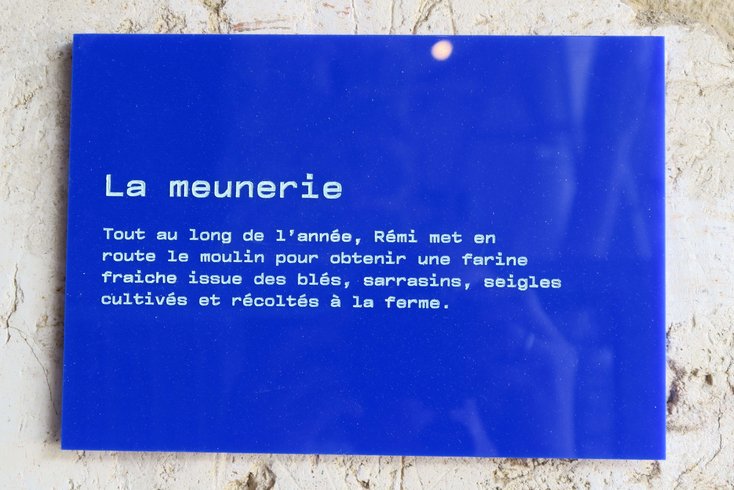 La meunerie
Tout au long de l'année, Rémi met en
route le moulin pour obtenir une farine
fraiche issue des blés, sarrasins, seigles
cultivés et récoltés à la ferme.